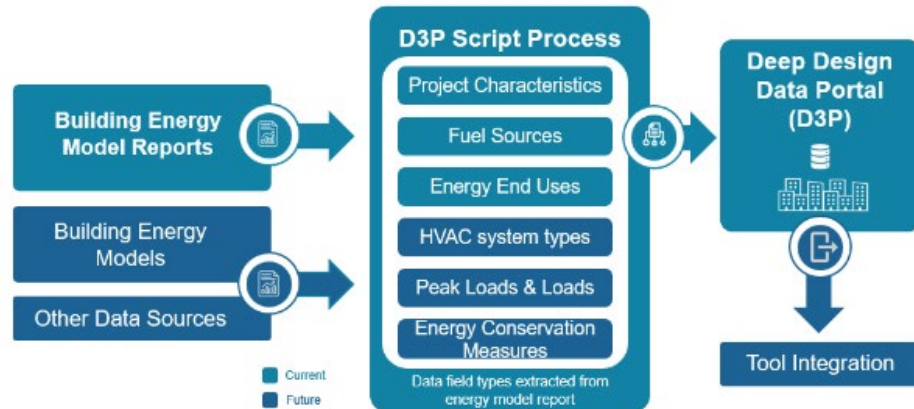 Building Energy
Model Reports
Building Energy
Models
Other Data Sources
Current
Future
D3P Script Process
Project Characteristics
Fuel Sources
Energy End Uses
HVAC system types
Peak Loads & Loads
Energy Conservation
Measures
Data field types extracted from
energy model report
Deep Design
Data Portal
(D3P)
Tool Integration